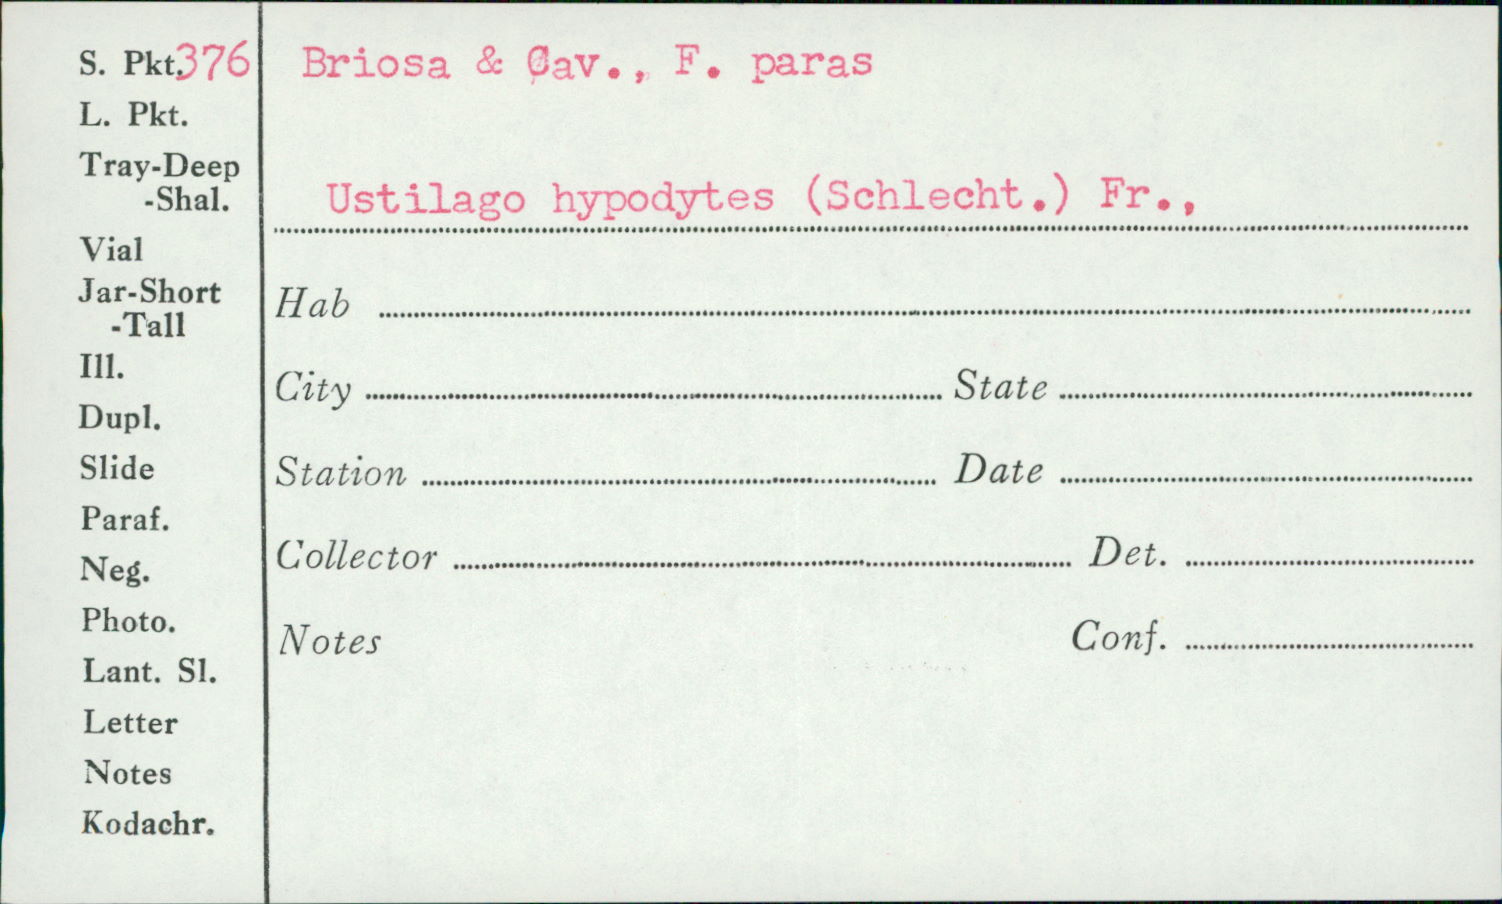 S. Pkt. 376
Briosa & Cav., F. paras
L. Pkt.
Tray-Deep
-Shal.
Ustilago hypodytes (Schlecht.) Fr.,
Vial
Jar-Short
-Tall
Hab
Ill.
City State
Dupl.
Slide
Station Date
Paraf.
Collector Det.
Neg.
Photo.
Notes Conf.
Lant. Sl.
Letter
Notes
Kodachr.